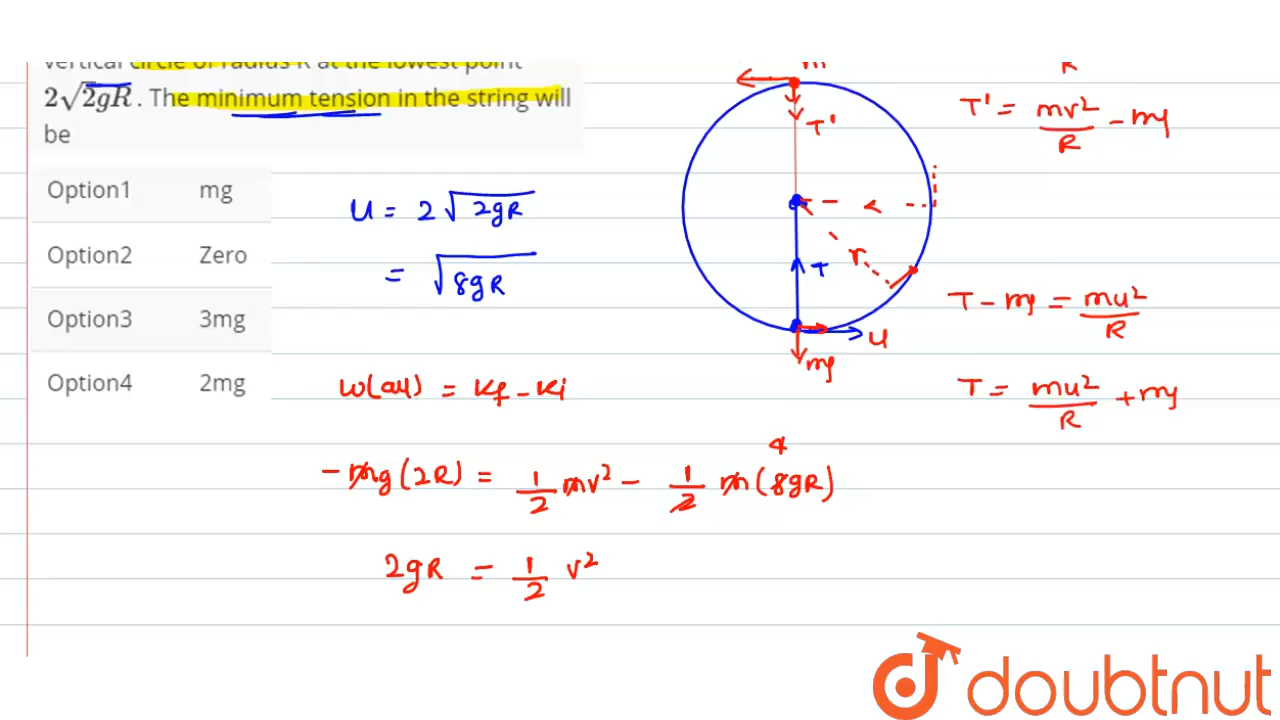 vertical circle of radius R at the lowest point
2√2gR. The minimum tension in the string will
be
Option1 mg
Option2 Zero
Option3 3mg
Option4 2mg
u = 2√2gR
= √8gR
w(all) = Kf - Ki
-mg(2R) = 1/2 mv² - 1/2 m(8gR)
4
2gR = 1/2 v²
m
T'
r
T
u
mg
R
T' = mv²/R - mg
T - mg = mu²/R
T = mu²/R + mg
doubtnut